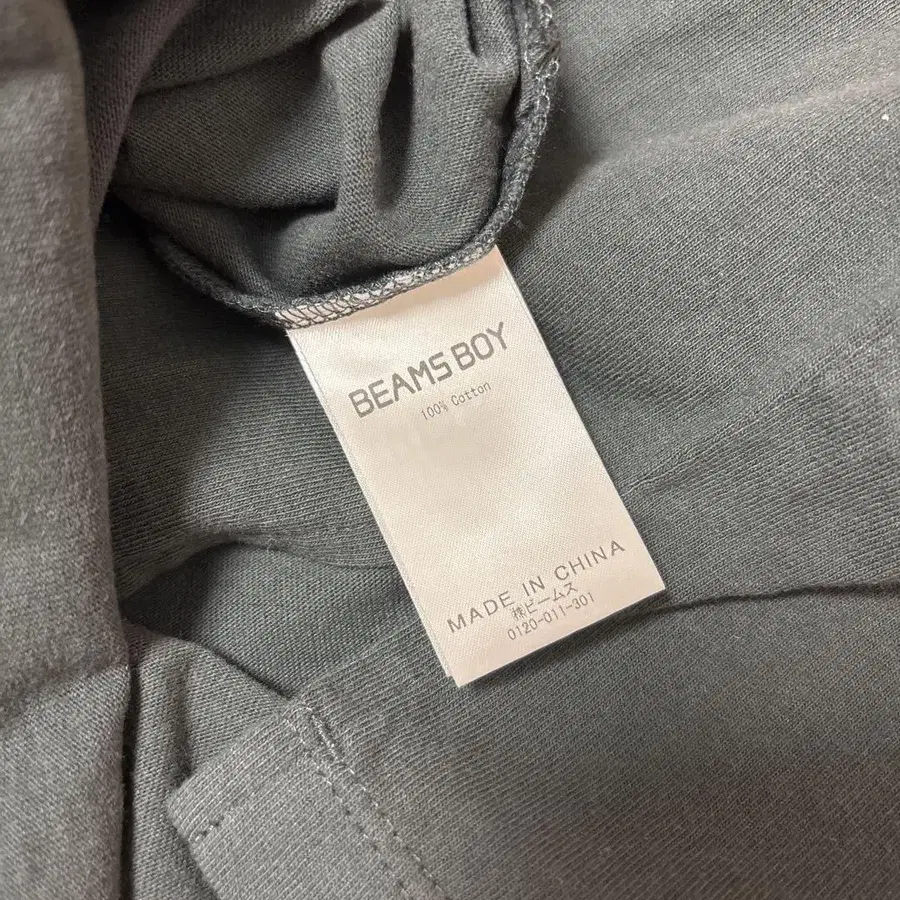 BEAMS BOY
100% Cotton
MADE IN CHINA
㈱ビームス
0120-011-301